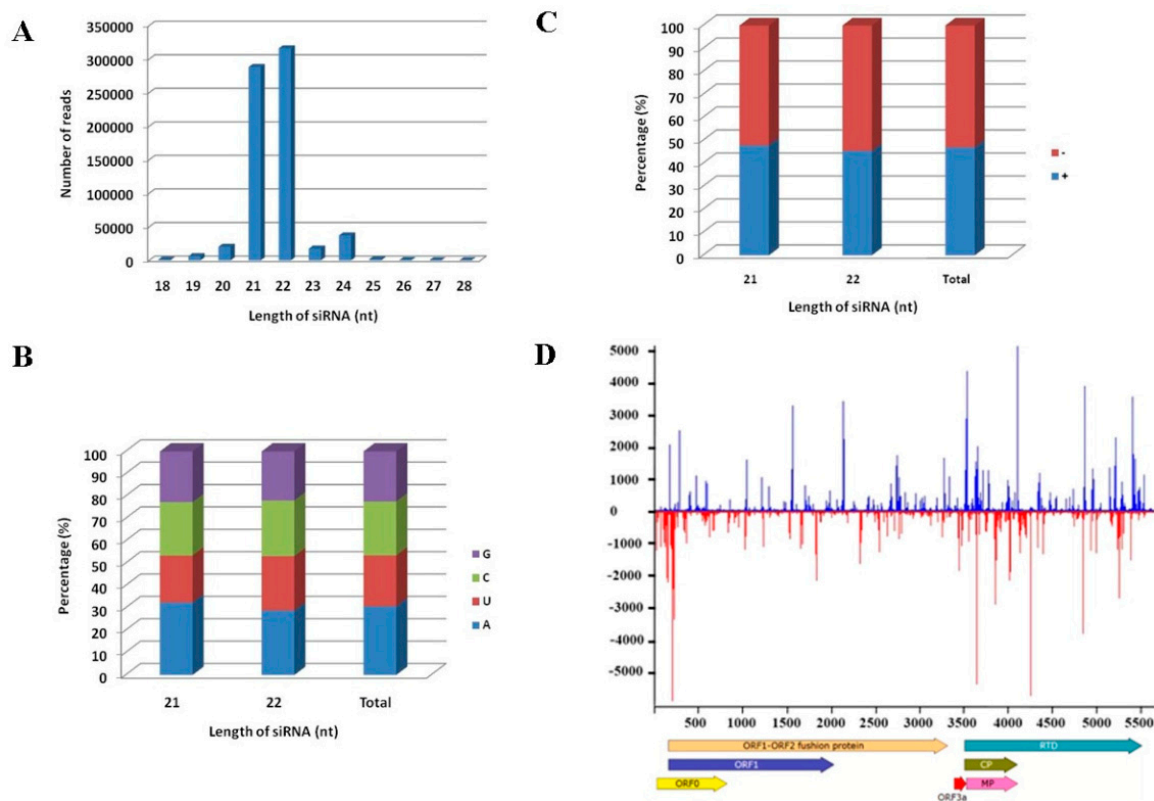 A
350000
300000
250000
200000
150000
100000
50000
0
Number of reads
18 19 20 21 22 23 24 25 26 27 28
Length of siRNA (nt)
B
100
90
80
70
60
50
40
30
20
10
0
Percentage (%)
G
C
U
A
21 22 Total
Length of siRNA (nt)
C
100
90
80
70
60
50
40
30
20
10
0
Percentage (%)
-
+
21 22 Total
Length of siRNA (nt)
D
5000
4000
3000
2000
1000
0
-1000
-2000
-3000
-4000
-5000
500 1000 1500 2000 2500 3000 3500 4000 4500 5000 5500
ORF1-ORF2 fushion protein RTD
ORF1 CP
ORF0 MP
ORF3a